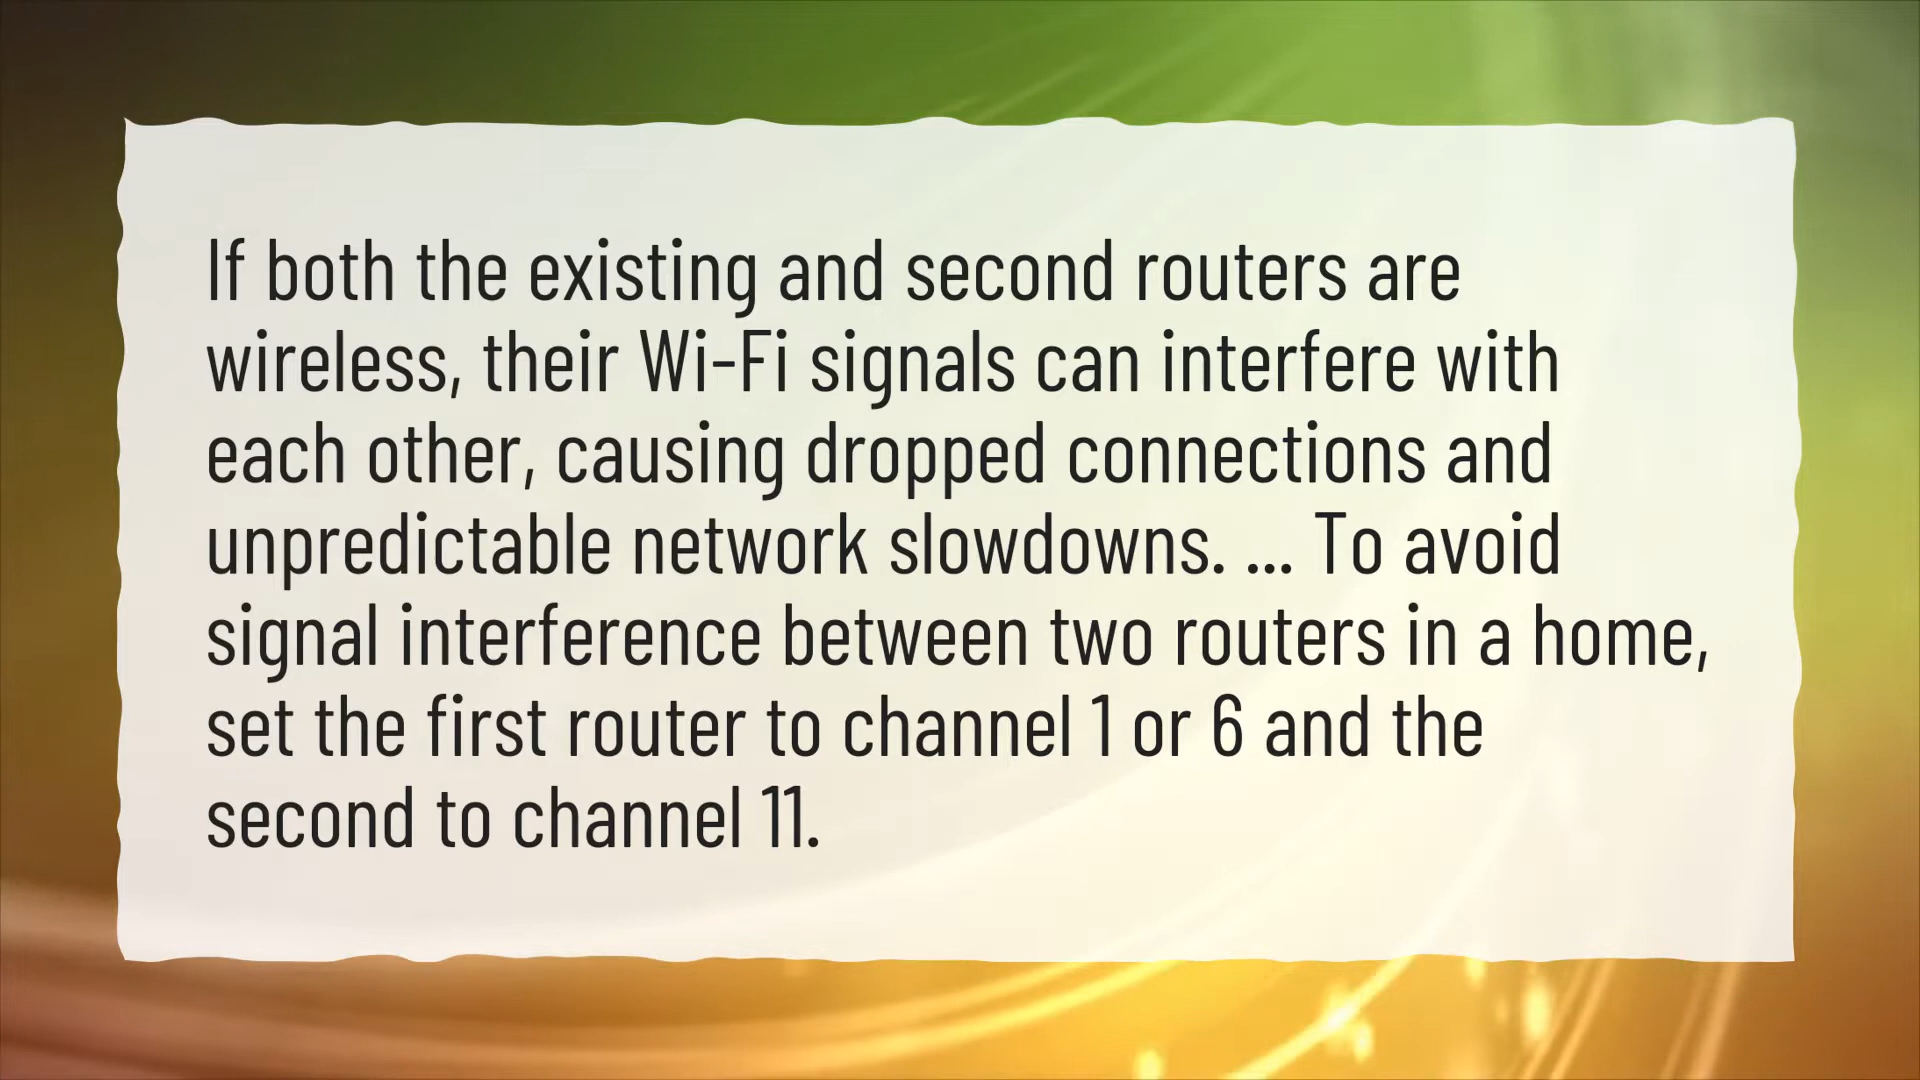 If both the existing and second routers are
wireless, their Wi-Fi signals can interfere with
each other, causing dropped connections and
unpredictable network slowdowns. ... To avoid
signal interference between two routers in a home,
set the first router to channel 1 or 6 and the
second to channel 11.